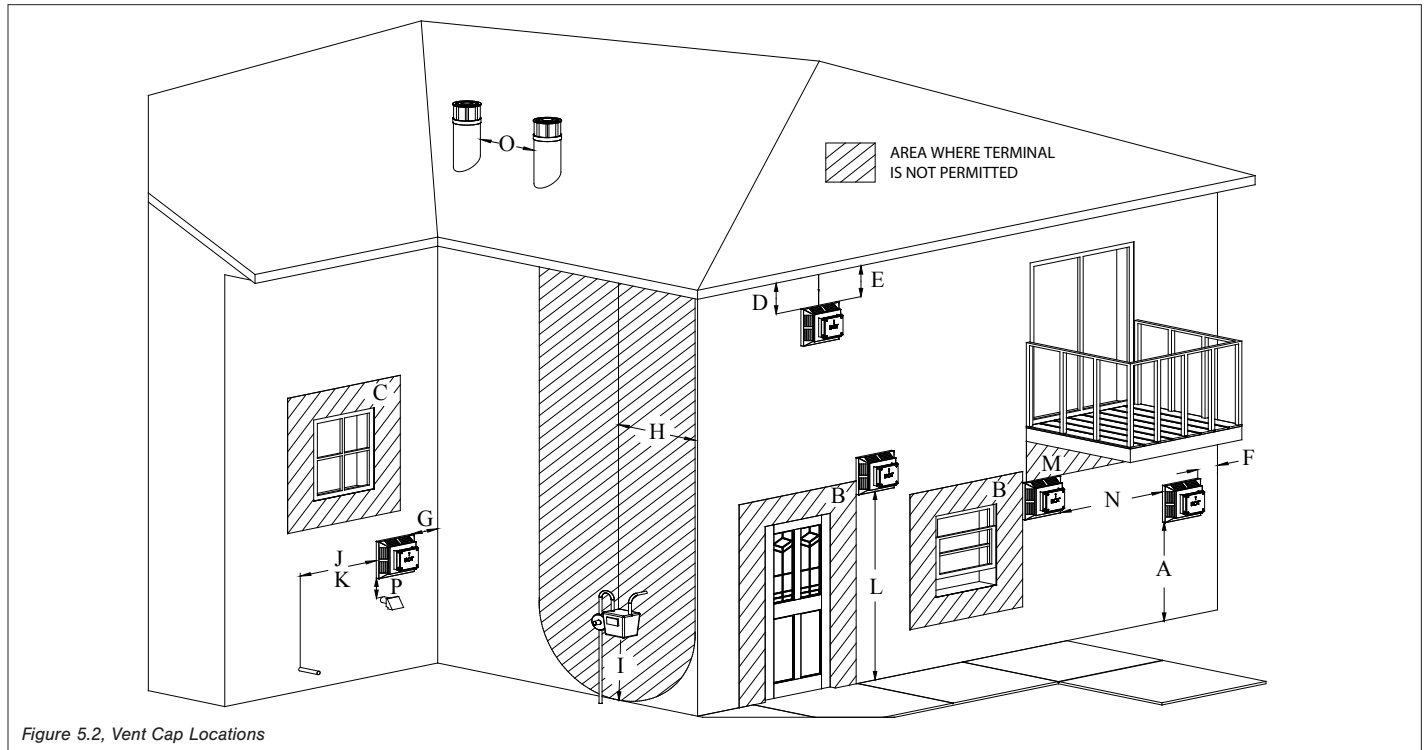 O
AREA WHERE TERMINAL
IS NOT PERMITTED
D
E
C
H
B
B
M
F
N
G
J
K
P
L
A
I
Figure 5.2, Vent Cap Locations